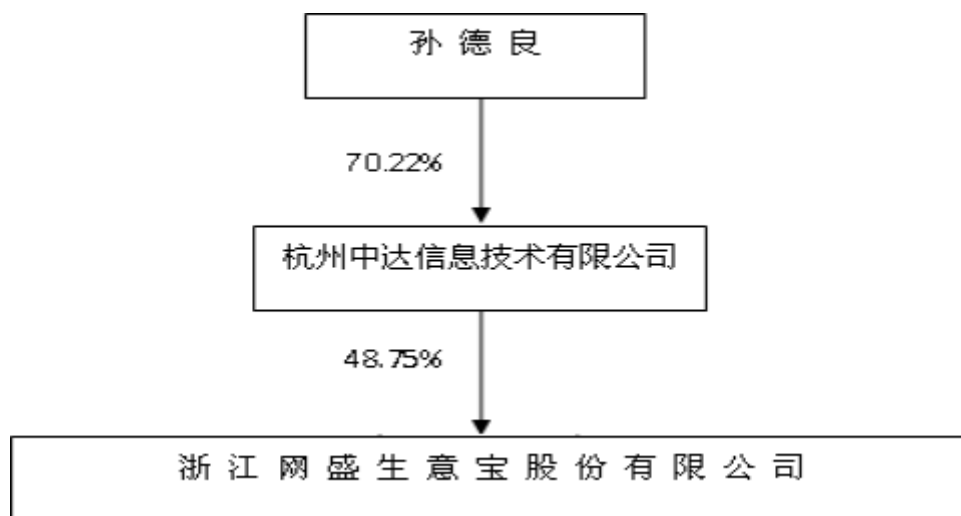 孙 德 良
70.22%
杭州中达信息技术有限公司
48.75%
浙 江 网 盛 生 意 宝 股 份 有 限 公 司